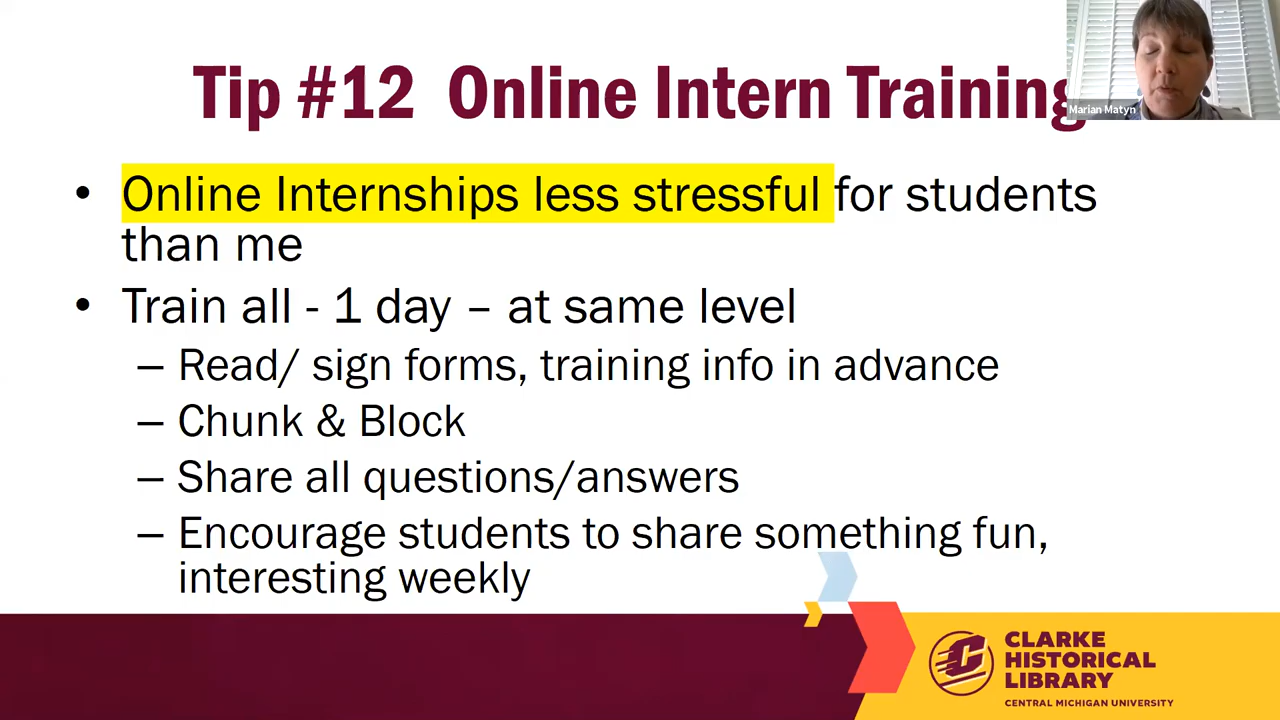 Tip #12 Online Intern Training
Marian Matyn
• Online Internships less stressful for students
than me
• Train all - 1 day – at same level
– Read/ sign forms, training info in advance
– Chunk & Block
– Share all questions/answers
– Encourage students to share something fun,
interesting weekly
C
CLARKE
HISTORICAL
LIBRARY
CENTRAL MICHIGAN UNIVERSITY